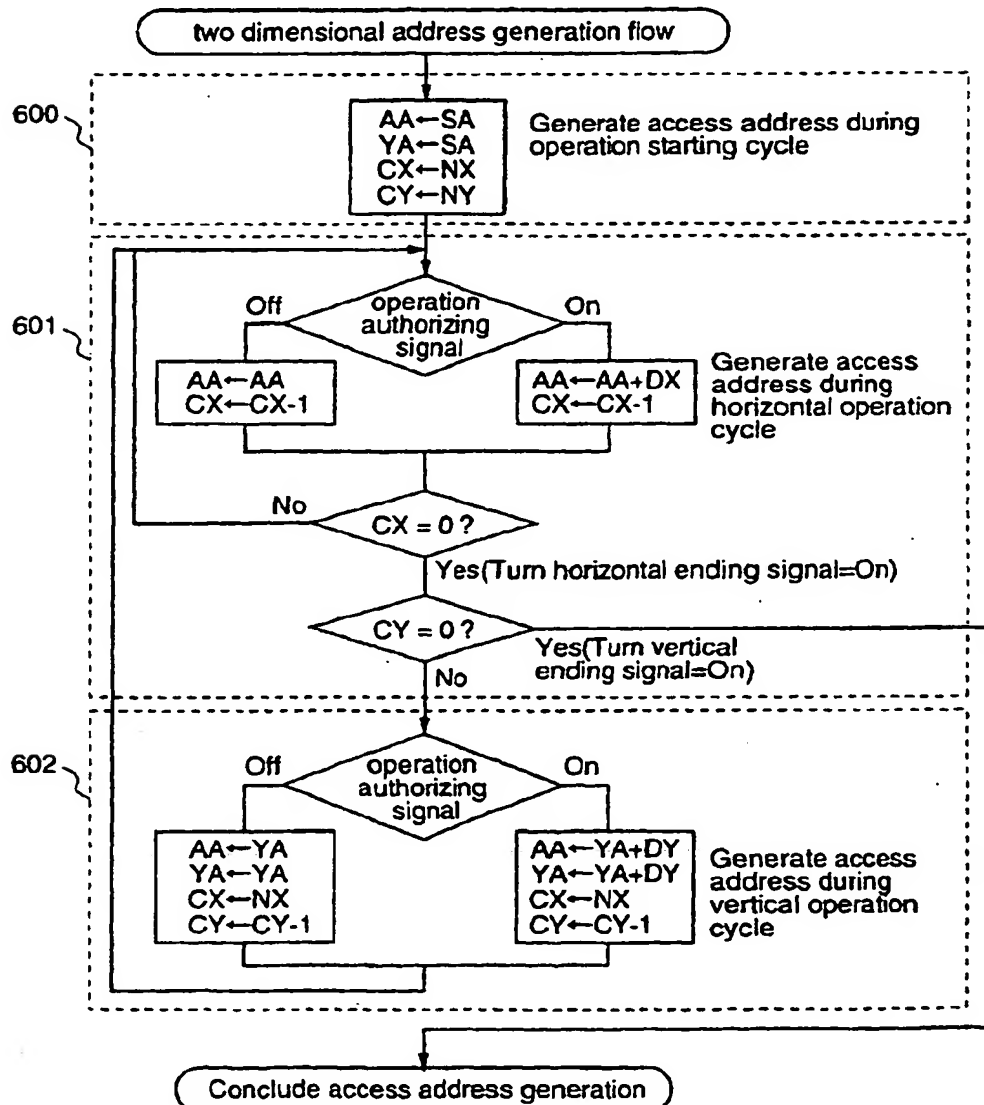 two dimensional address generation flow
600
AA←SA
YA←SA
CX←NX
CY←NY
Generate access address during
operation starting cycle
601
Off
operation
authorizing
signal
On
AA←AA
CX←CX-1
AA←AA+DX
CX←CX-1
Generate access
address during
horizontal operation
cycle
No
CX = 0 ?
Yes(Turn horizontal ending signal=On)
CY = 0 ?
Yes(Turn vertical
ending signal=On)
No
602
Off
operation
authorizing
signal
On
AA←YA
YA←YA
CX←NX
CY←CY-1
AA←YA+DY
YA←YA+DY
CX←NX
CY←CY-1
Generate access
address during
vertical operation
cycle
Conclude access address generation